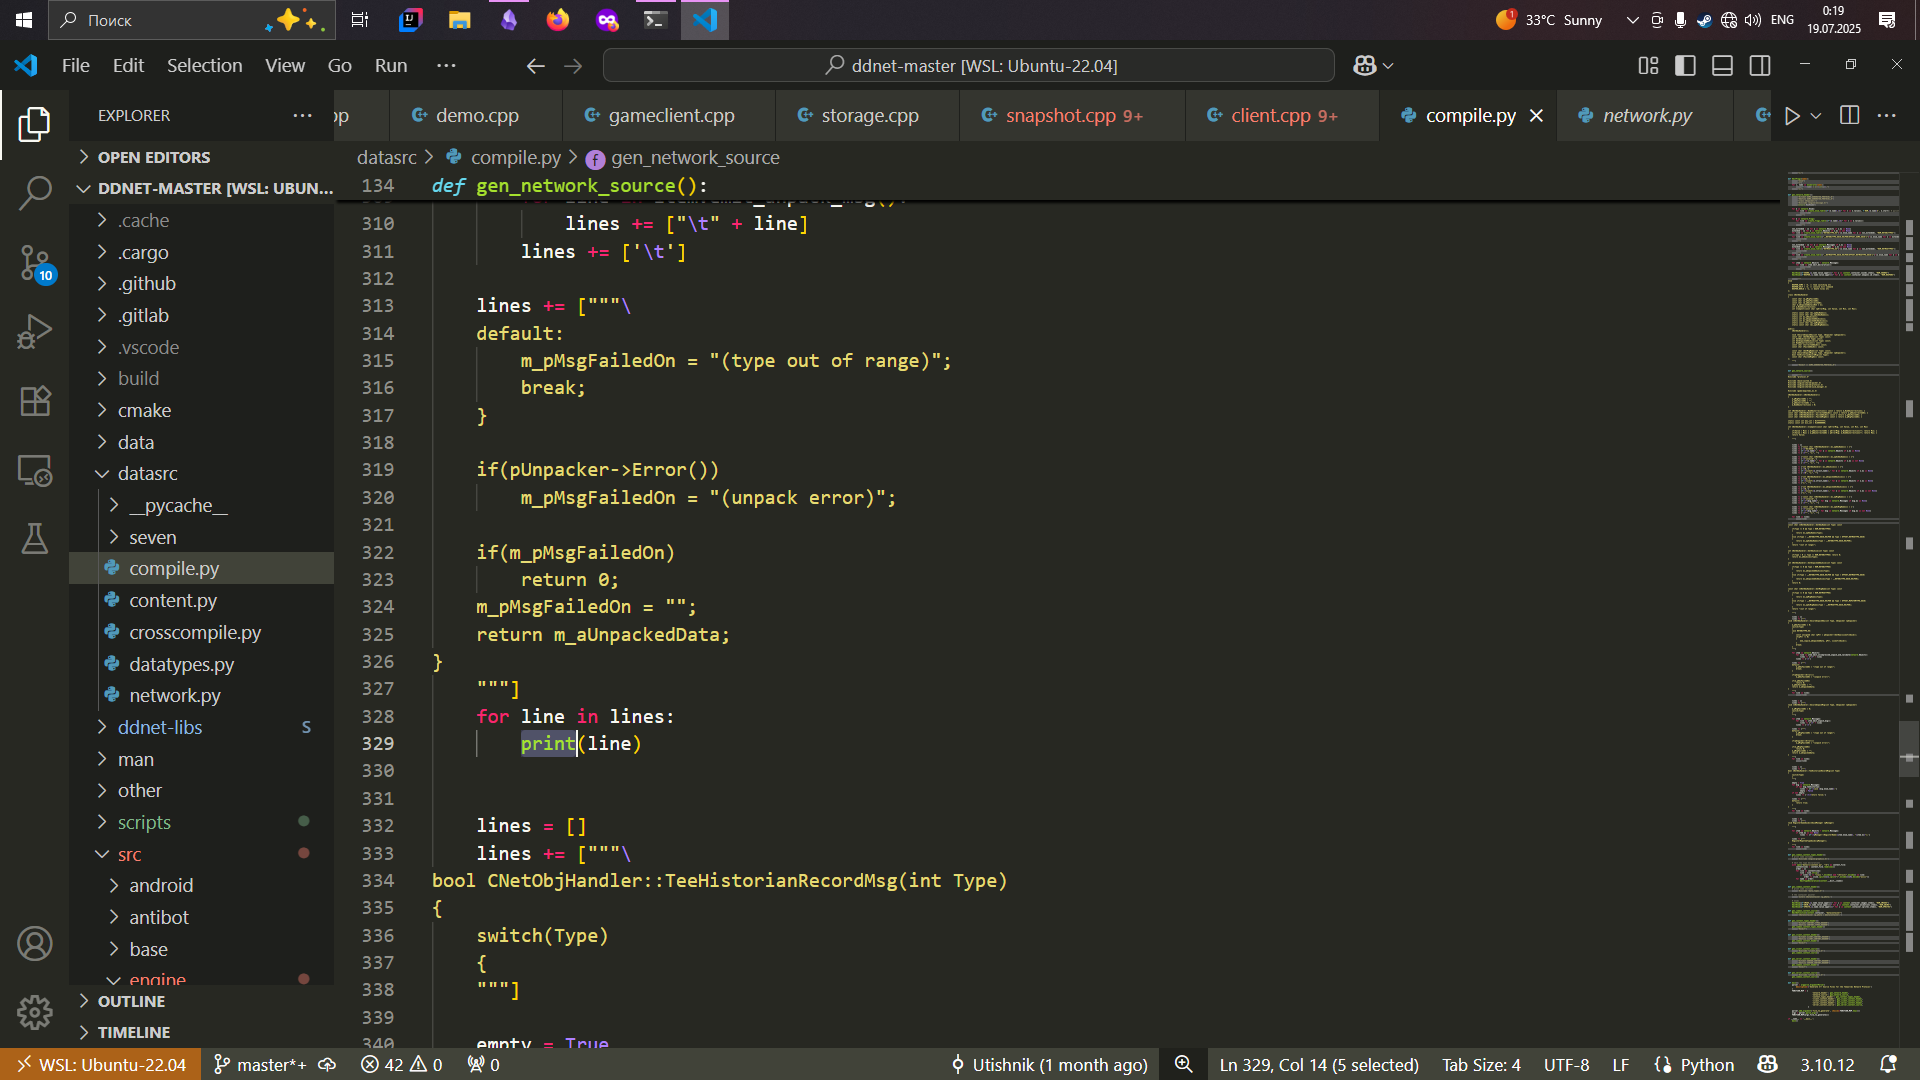 Поиск
33°C Sunny
ENG
0:19
19.07.2025
File Edit Selection View Go Run ···
ddnet-master [WSL: Ubuntu-22.04]
EXPLORER
demo.cpp
gameclient.cpp
storage.cpp
snapshot.cpp 9+
client.cpp 9+
compile.py
network.py
datasrc > compile.py > gen_network_source
OPEN EDITORS
DDNET-MASTER [WSL: UBUN...
.cache
.cargo
.github
.gitlab
.vscode
build
cmake
data
datasrc
__pycache__
seven
compile.py
content.py
crosscompile.py
datatypes.py
network.py
ddnet-libs S
man
other
scripts
src
android
antibot
base
engine
OUTLINE
TIMELINE
10
134 def gen_network_source():
310 lines += ["\t" + line]
311 lines += ['\t']
312
313 lines += ["""\
314 default:
315 m_pMsgFailedOn = "(type out of range)";
316 break;
317 }
318
319 if(pUnpacker->Error())
320 m_pMsgFailedOn = "(unpack error)";
321
322 if(m_pMsgFailedOn)
323 return 0;
324 m_pMsgFailedOn = "";
325 return m_aUnpackedData;
326 }
327 """]
328 for line in lines:
329 print(line)
330
331
332 lines = []
333 lines += ["""\
334 bool CNetObjHandler::TeeHistorianRecordMsg(int Type)
335 {
336 switch(Type)
337 {
338 """]
339
340 empty = True
WSL: Ubuntu-22.04 master*+ 42 0 0 Utishnik (1 month ago) Ln 329, Col 14 (5 selected) Tab Size: 4 UTF-8 LF Python 3.10.12